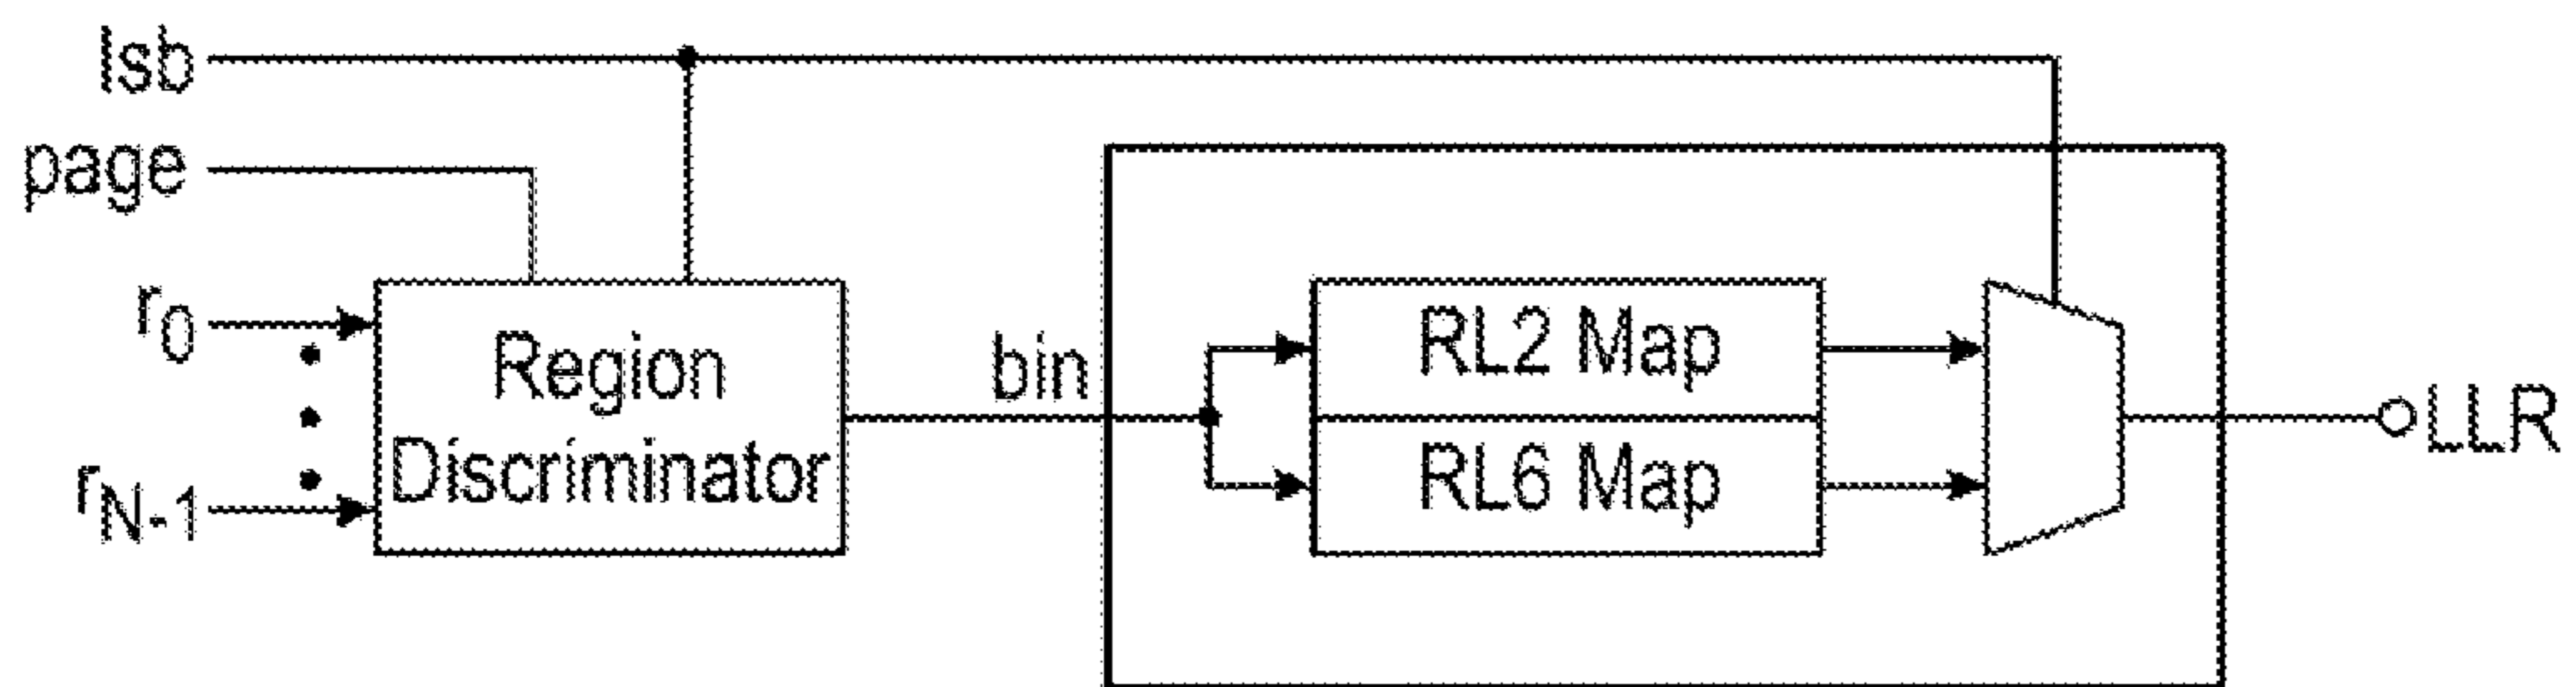 lsb
page
r0
rN-1
Region
Discriminator
bin
RL2 Map
RL6 Map
LLR